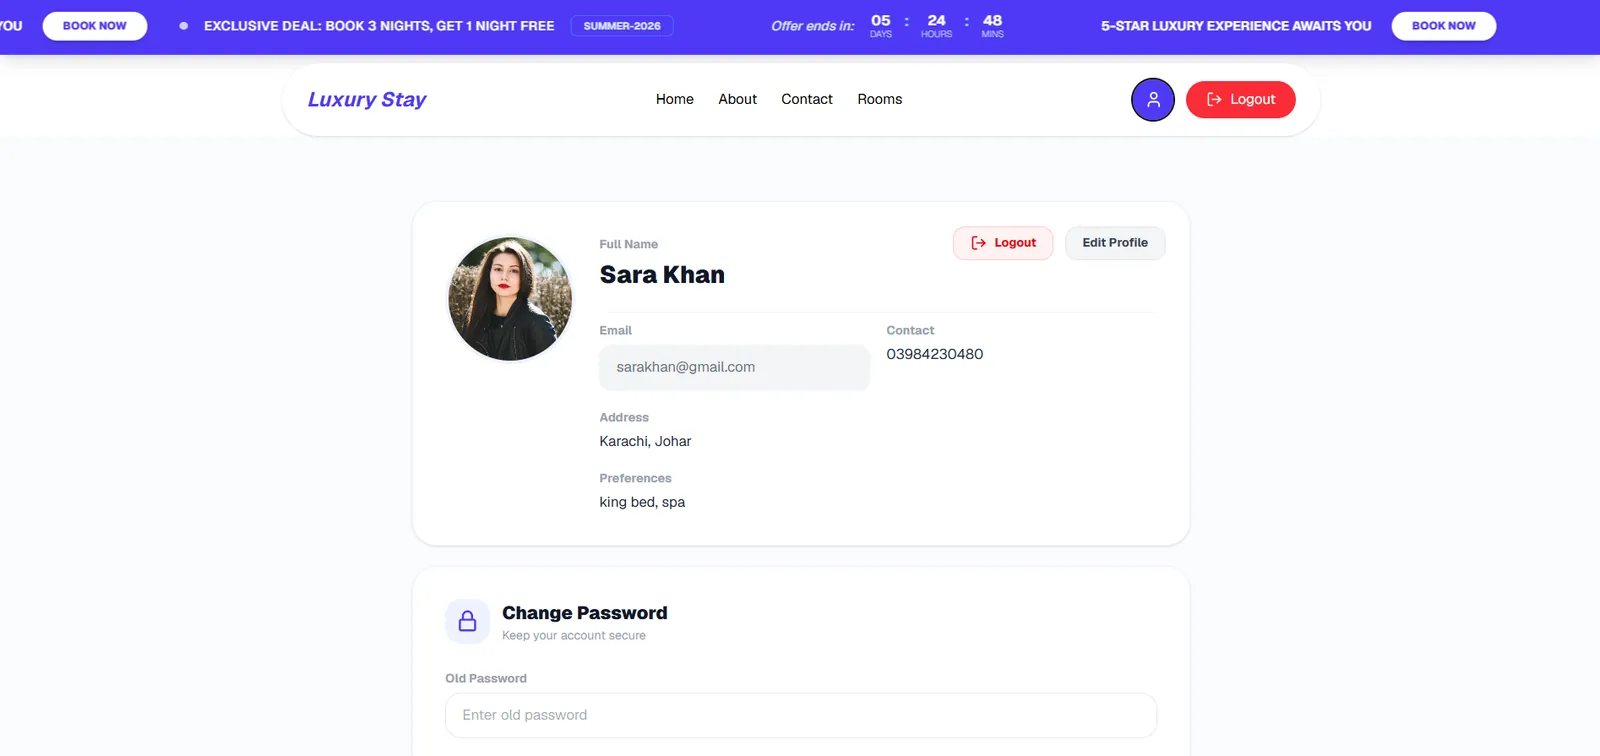 YOU BOOK NOW EXCLUSIVE DEAL: BOOK 3 NIGHTS, GET 1 NIGHT FREE SUMMER-2026 Offer ends in: 05 DAYS : 24 HOURS : 48 MINS 5-STAR LUXURY EXPERIENCE AWAITS YOU BOOK NOW
Luxury Stay Home About Contact Rooms Logout
Full Name
Logout Edit Profile
Sara Khan
Email
sarakhan@gmail.com
Contact
03984230480
Address
Karachi, Johar
Preferences
king bed, spa
Change Password
Keep your account secure
Old Password
Enter old password